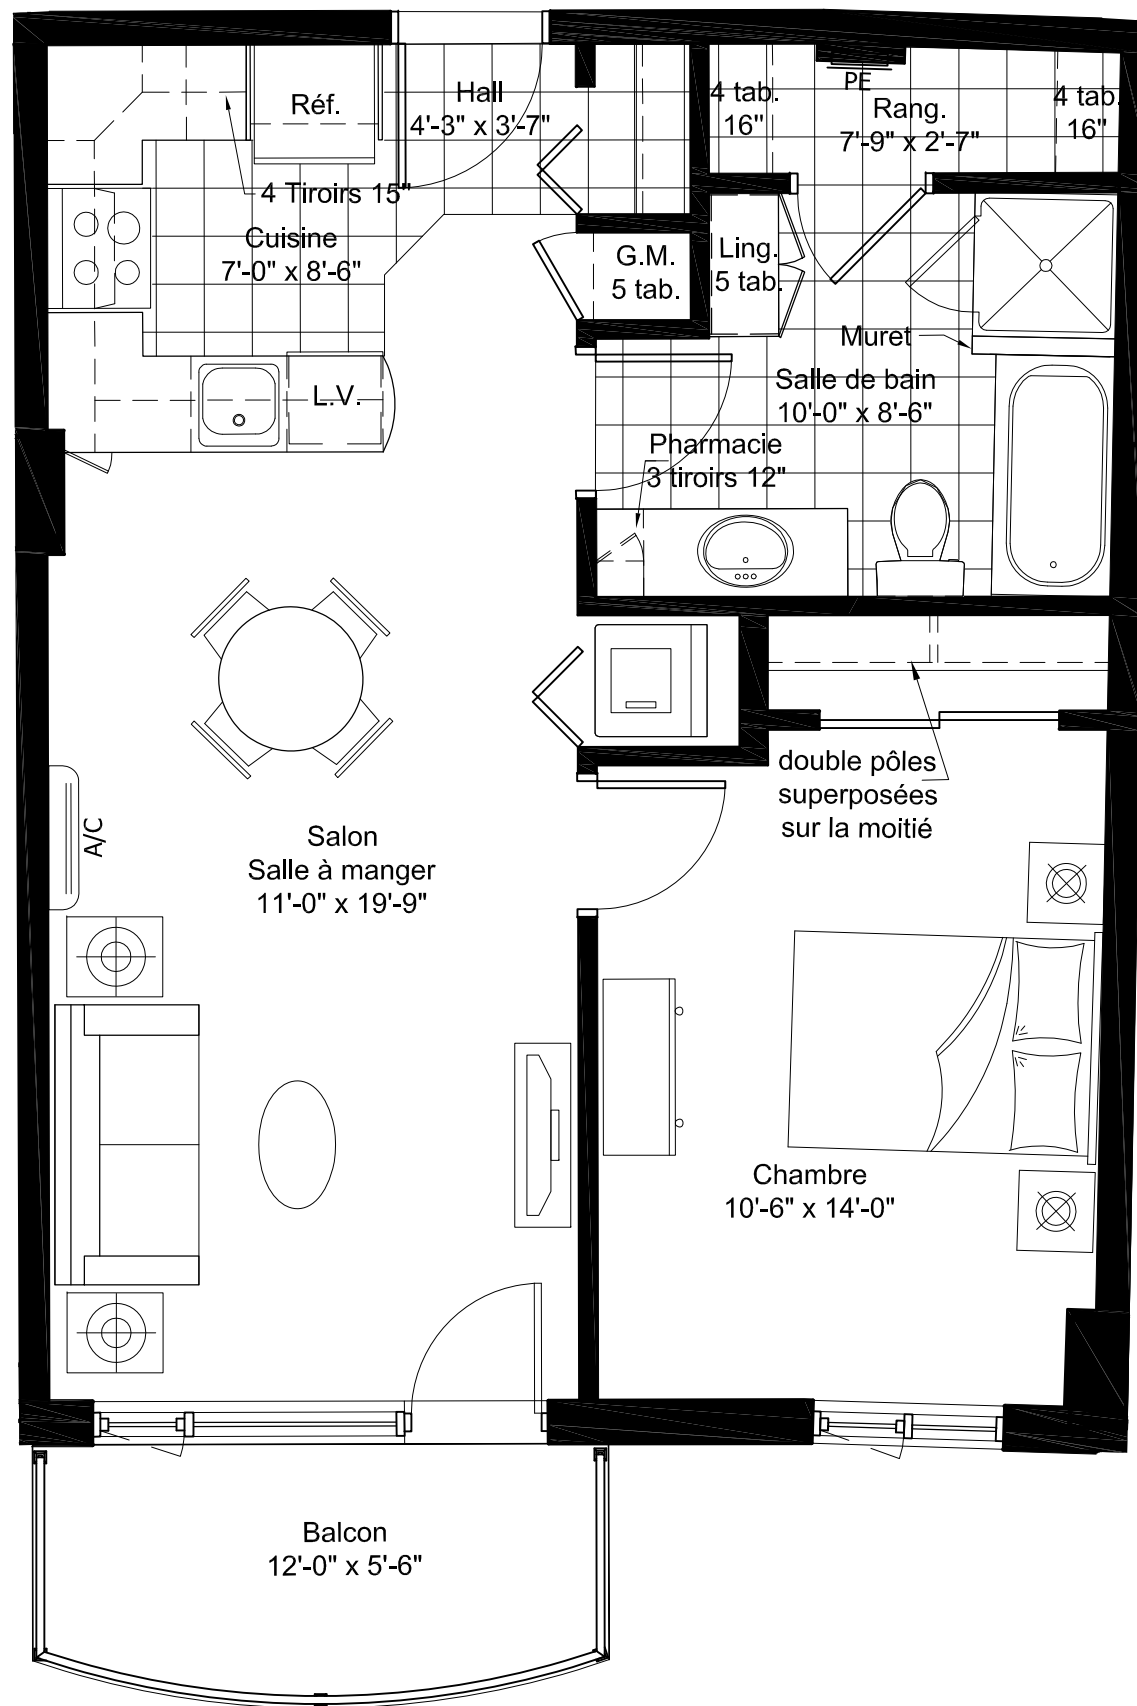 Réf.
Hall
4'-3" x 3'-7"
4 tab.
16"
PE
Rang.
7'-9" x 2'-7"
4 tab.
16"
4 Tiroirs 15"
Cuisine
7'-0" x 8'-6"
G.M.
5 tab.
Ling.
5 tab.
Muret
Salle de bain
10'-0" x 8'-6"
L.V.
Pharmacie
3 tiroirs 12"
double pôles
superposées
sur la moitié
A/C
Salon
Salle à manger
11'-0" x 19'-9"
Chambre
10'-6" x 14'-0"
Balcon
12'-0" x 5'-6"